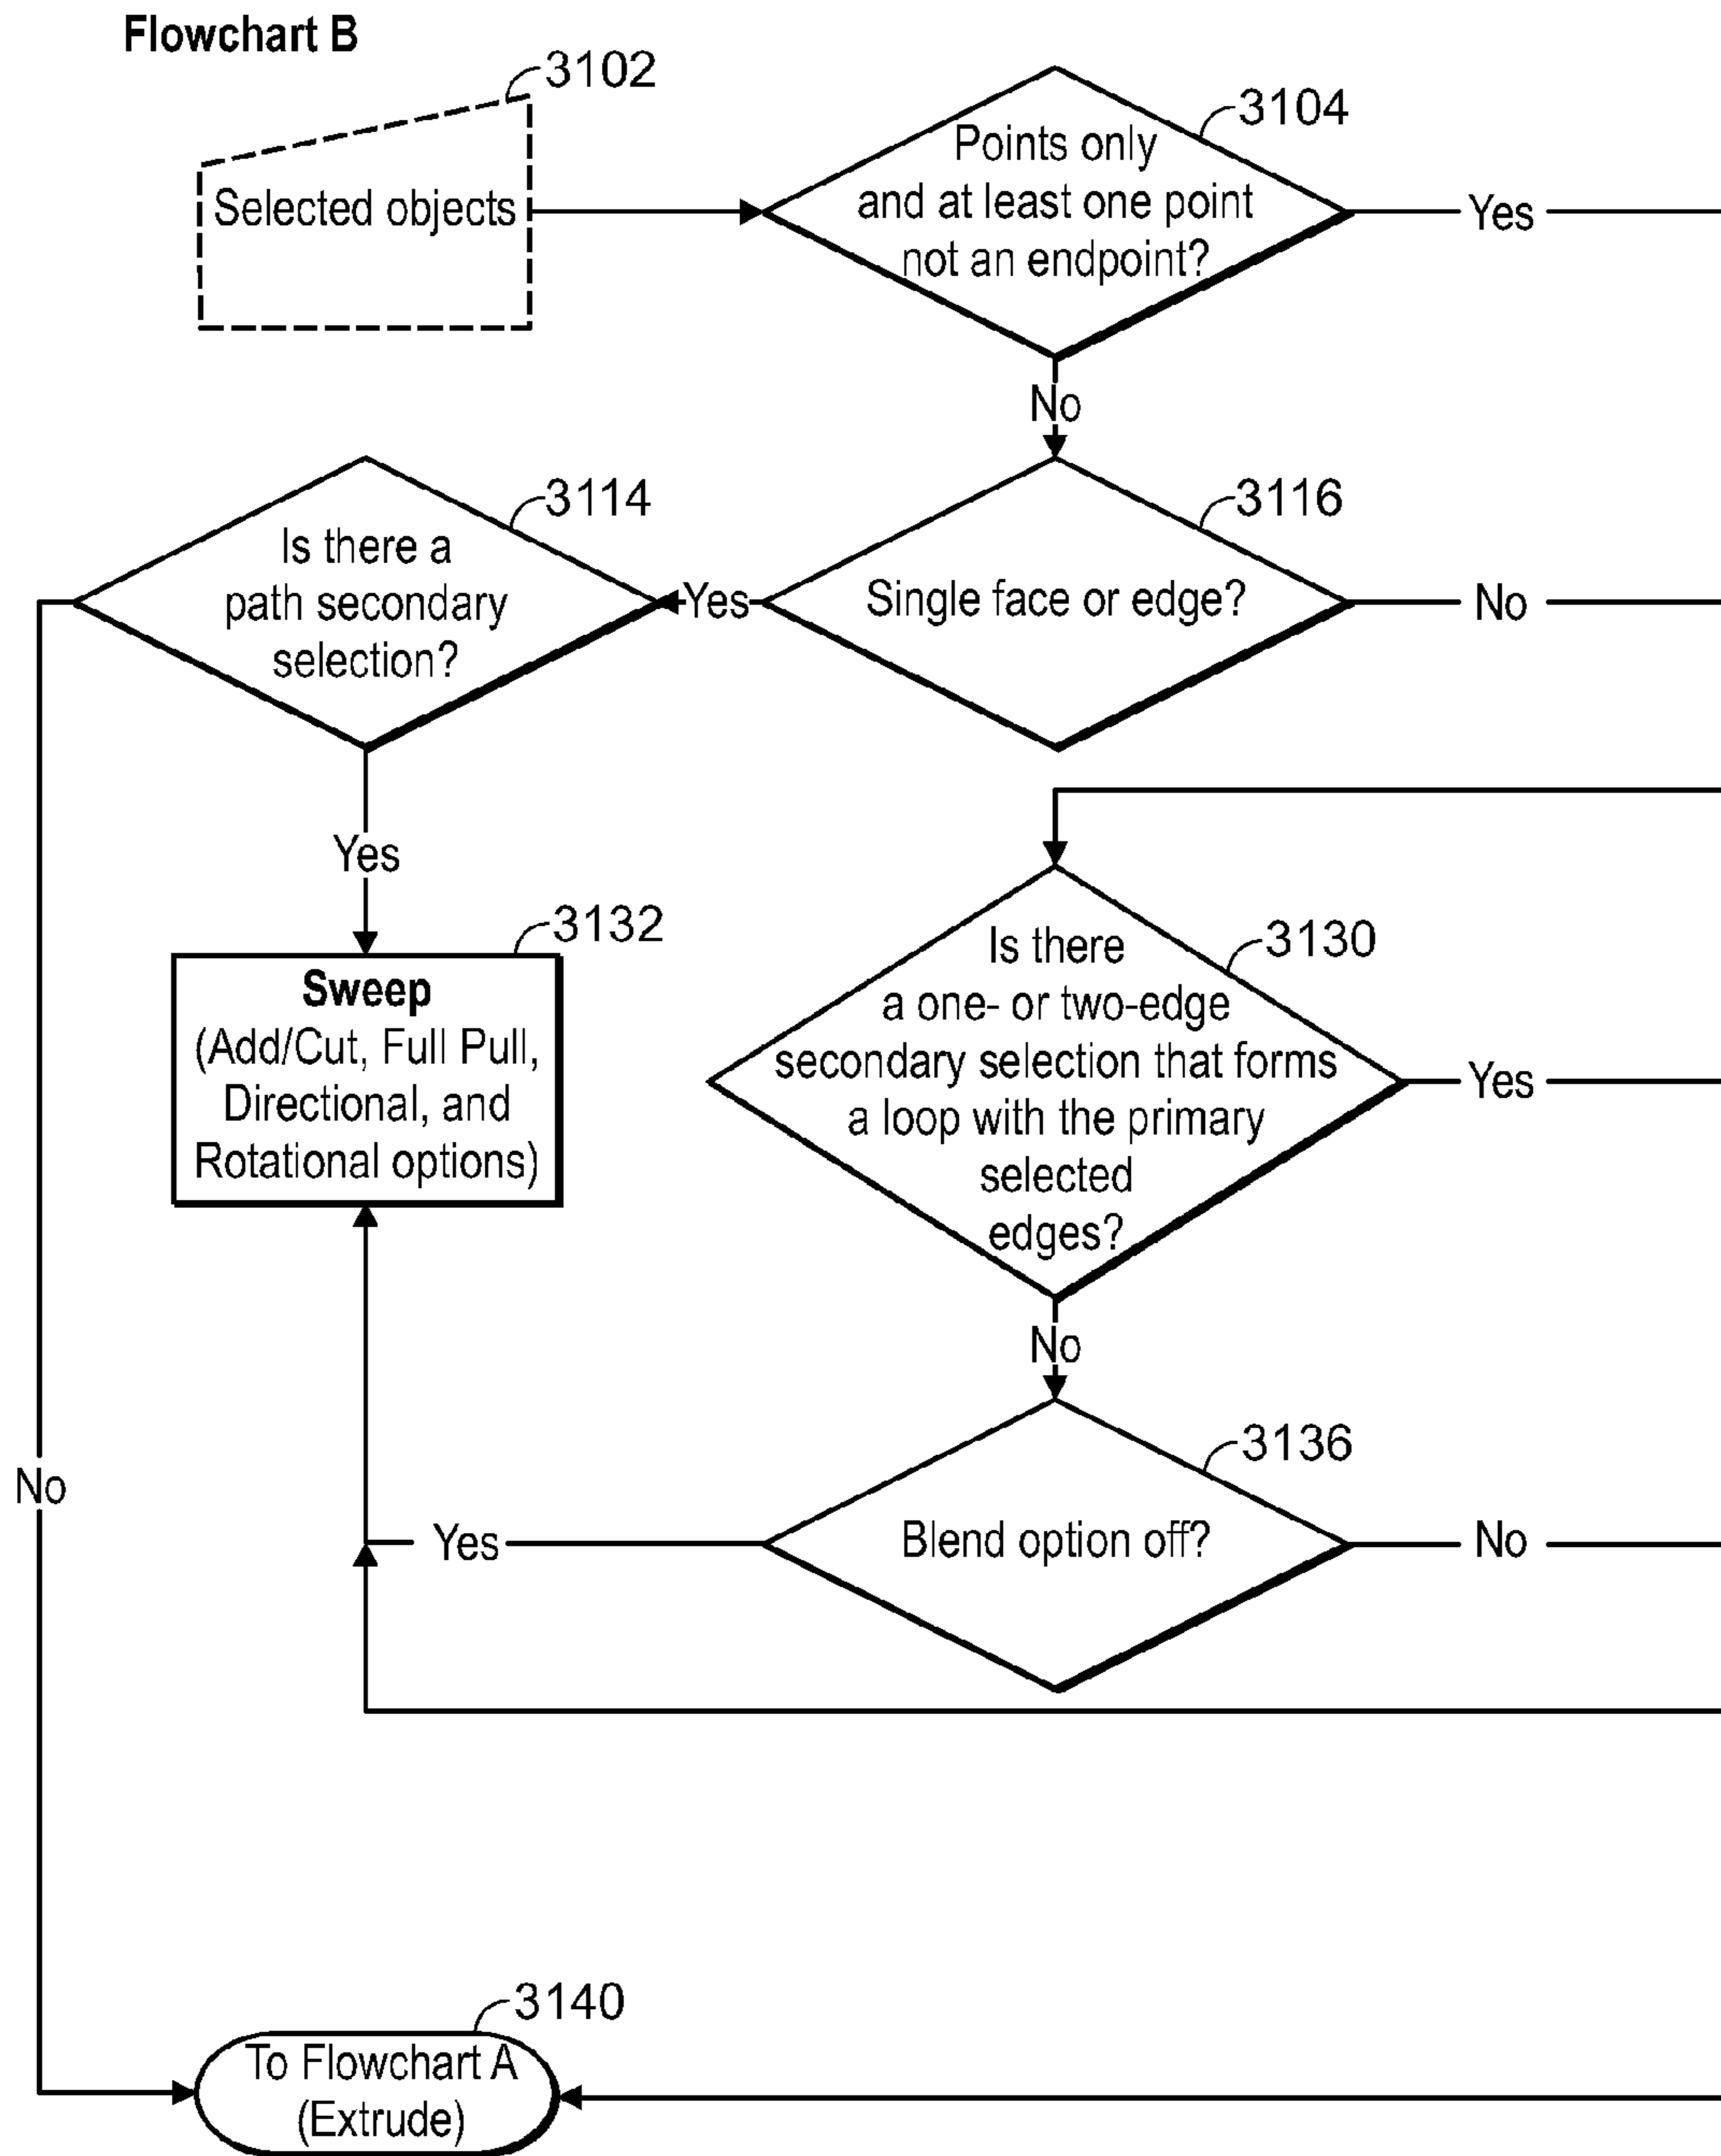 Flowchart B
3102
Selected objects
3104
Points only
and at least one point
not an endpoint?
Yes
No
3114
Is there a
path secondary
selection?
Yes
3116
Single face or edge?
No
Yes
3132
Sweep
(Add/Cut, Full Pull,
Directional, and
Rotational options)
3130
Is there
a one- or two-edge
secondary selection that forms
a loop with the primary
selected
edges?
Yes
No
3136
Blend option off?
Yes
No
No
3140
To Flowchart A
(Extrude)